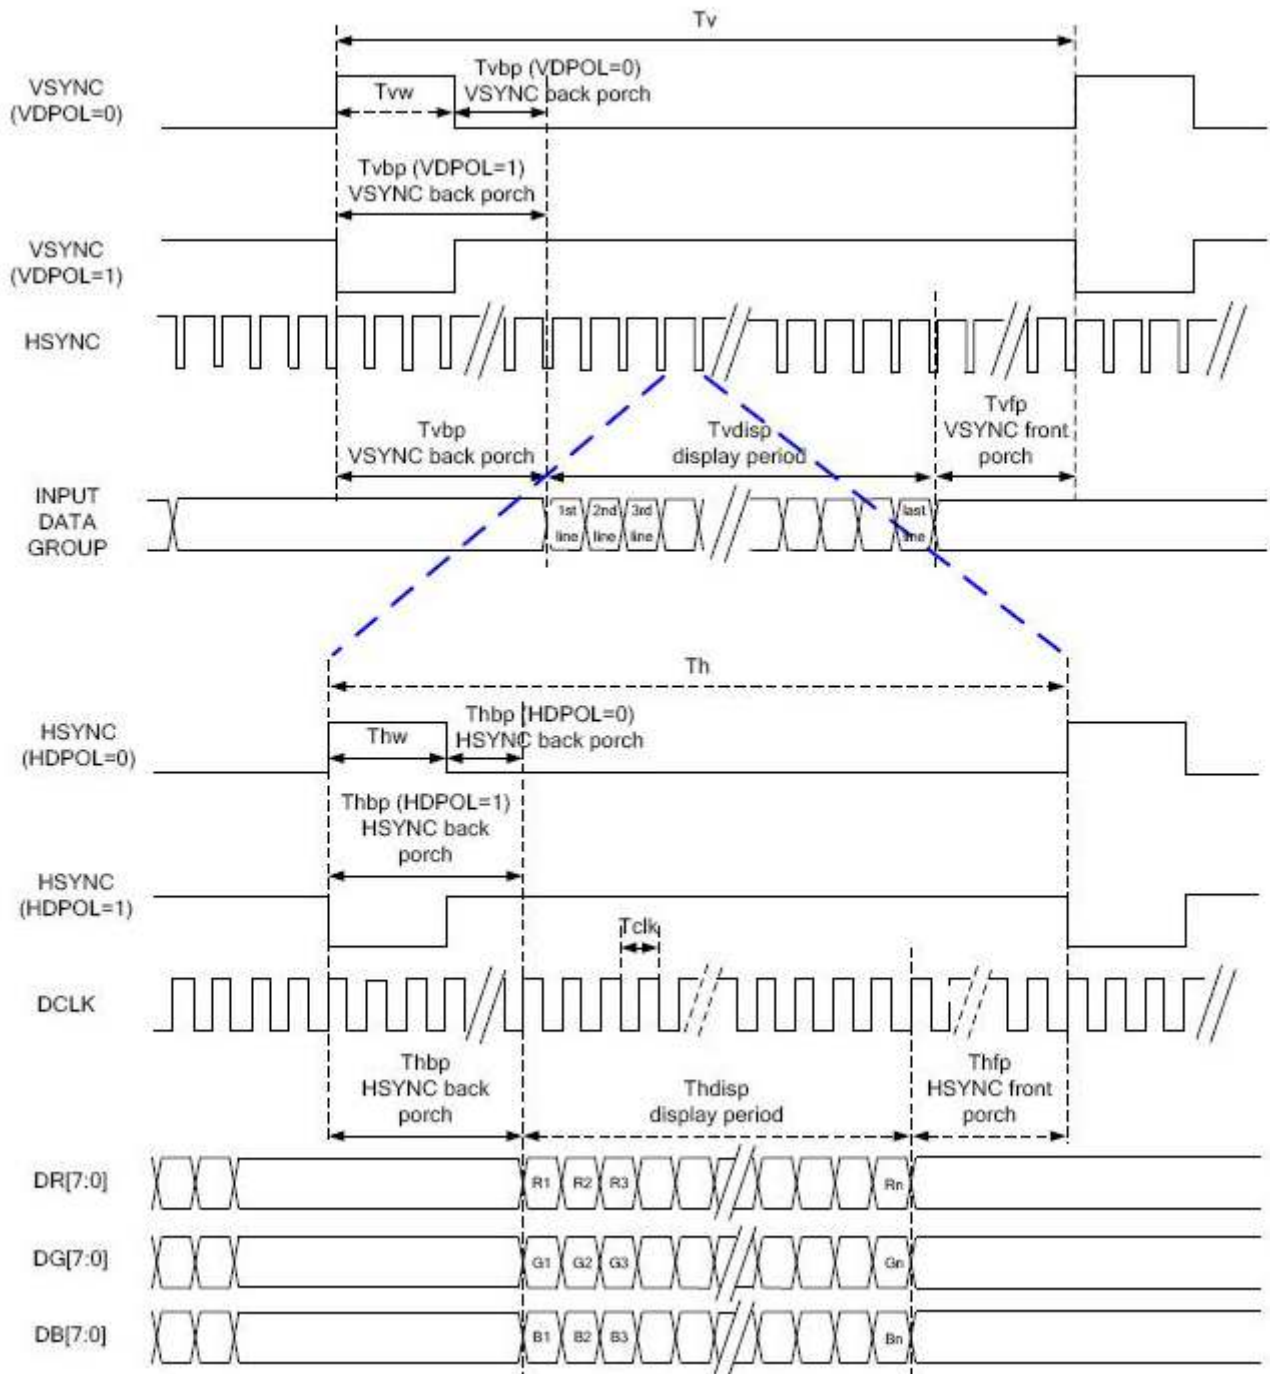 Tv
VSYNC
(VDPOL=0)
Tvw
Tvbp (VDPOL=0)
VSYNC back porch
Tvbp (VDPOL=1)
VSYNC back porch
VSYNC
(VDPOL=1)
HSYNC
Tvbp
VSYNC back porch
Tvdisp
display period
Tvfp
VSYNC front
porch
INPUT
DATA
GROUP
1st
line
2nd
line
3rd
line
last
line
Th
HSYNC
(HDPOL=0)
Thw
Thbp (HDPOL=0)
HSYNC back porch
Thbp (HDPOL=1)
HSYNC back
porch
HSYNC
(HDPOL=1)
Tclk
DCLK
Thbp
HSYNC back
porch
Thdisp
display period
Thfp
HSYNC front
porch
DR[7:0]
R1 R2 R3 Rn
DG[7:0]
G1 G2 G3 Gn
DB[7:0]
B1 B2 B3 Bn